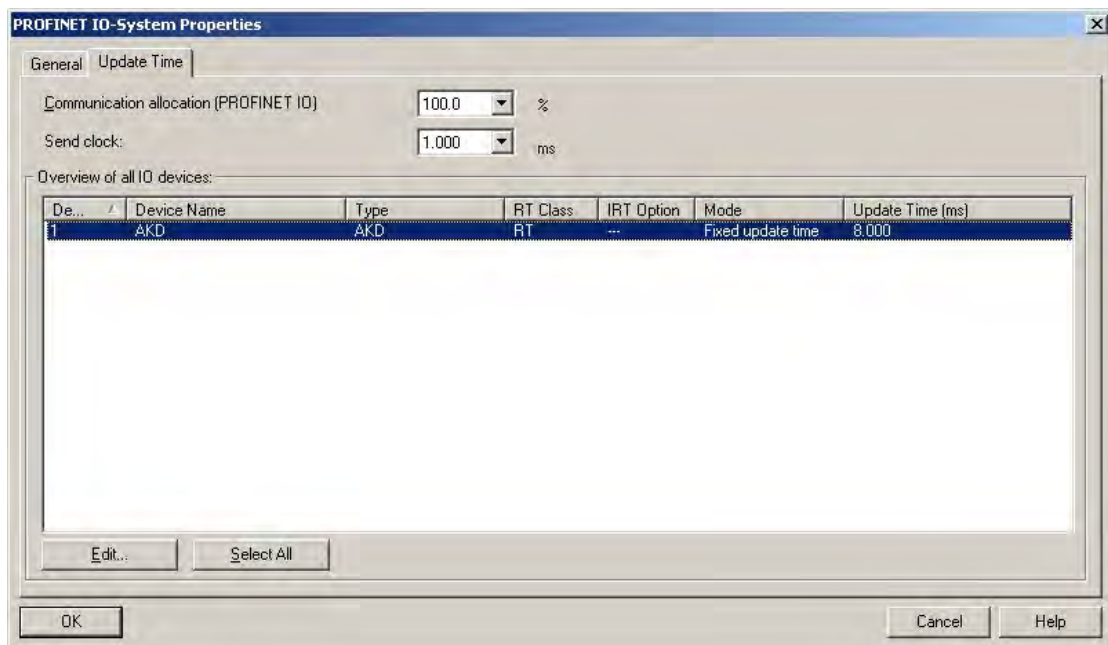 PROFINET IO-System Properties
General Update Time
Communication allocation (PROFINET IO) 100.0 %
Send clock: 1.000 ms
Overview of all IO devices:
De... Device Name Type RT Class IRT Option Mode Update Time (ms)
1 AKD AKD RT --- Fixed update time 8.000
Edit... Select All
OK Cancel Help